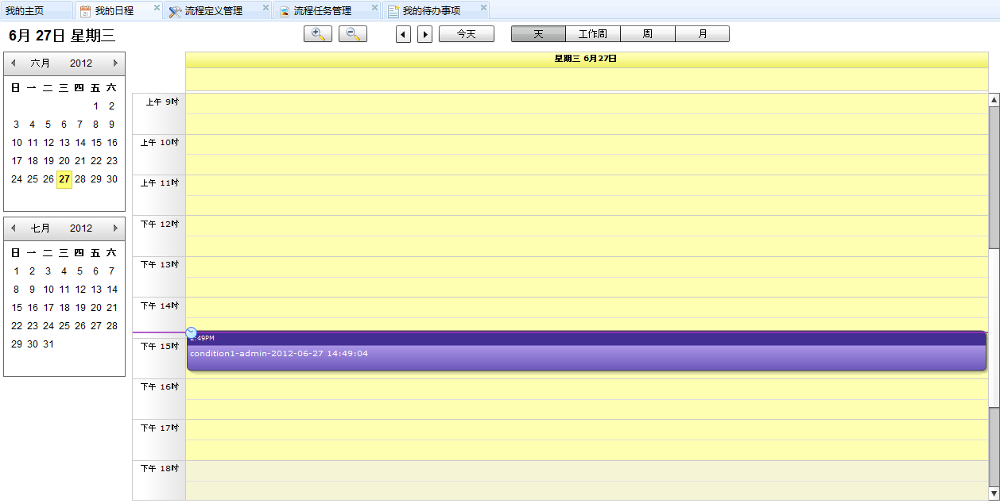 我的主页 我的日程 流程定义管理 流程任务管理 我的待办事项
6月 27日 星期三 今天 天 工作周 周 月
六月 2012
日 一 二 三 四 五 六
1 2
3 4 5 6 7 8 9
10 11 12 13 14 15 16
17 18 19 20 21 22 23
24 25 26 27 28 29 30
七月 2012
日 一 二 三 四 五 六
1 2 3 4 5 6 7
8 9 10 11 12 13 14
15 16 17 18 19 20 21
22 23 24 25 26 27 28
29 30 31
星期三 6月27日
上午 9时
上午 10时
上午 11时
下午 12时
下午 13时
下午 14时
:49PM
condition1-admin-2012-06-27 14:49:04
下午 15时
下午 16时
下午 17时
下午 18时